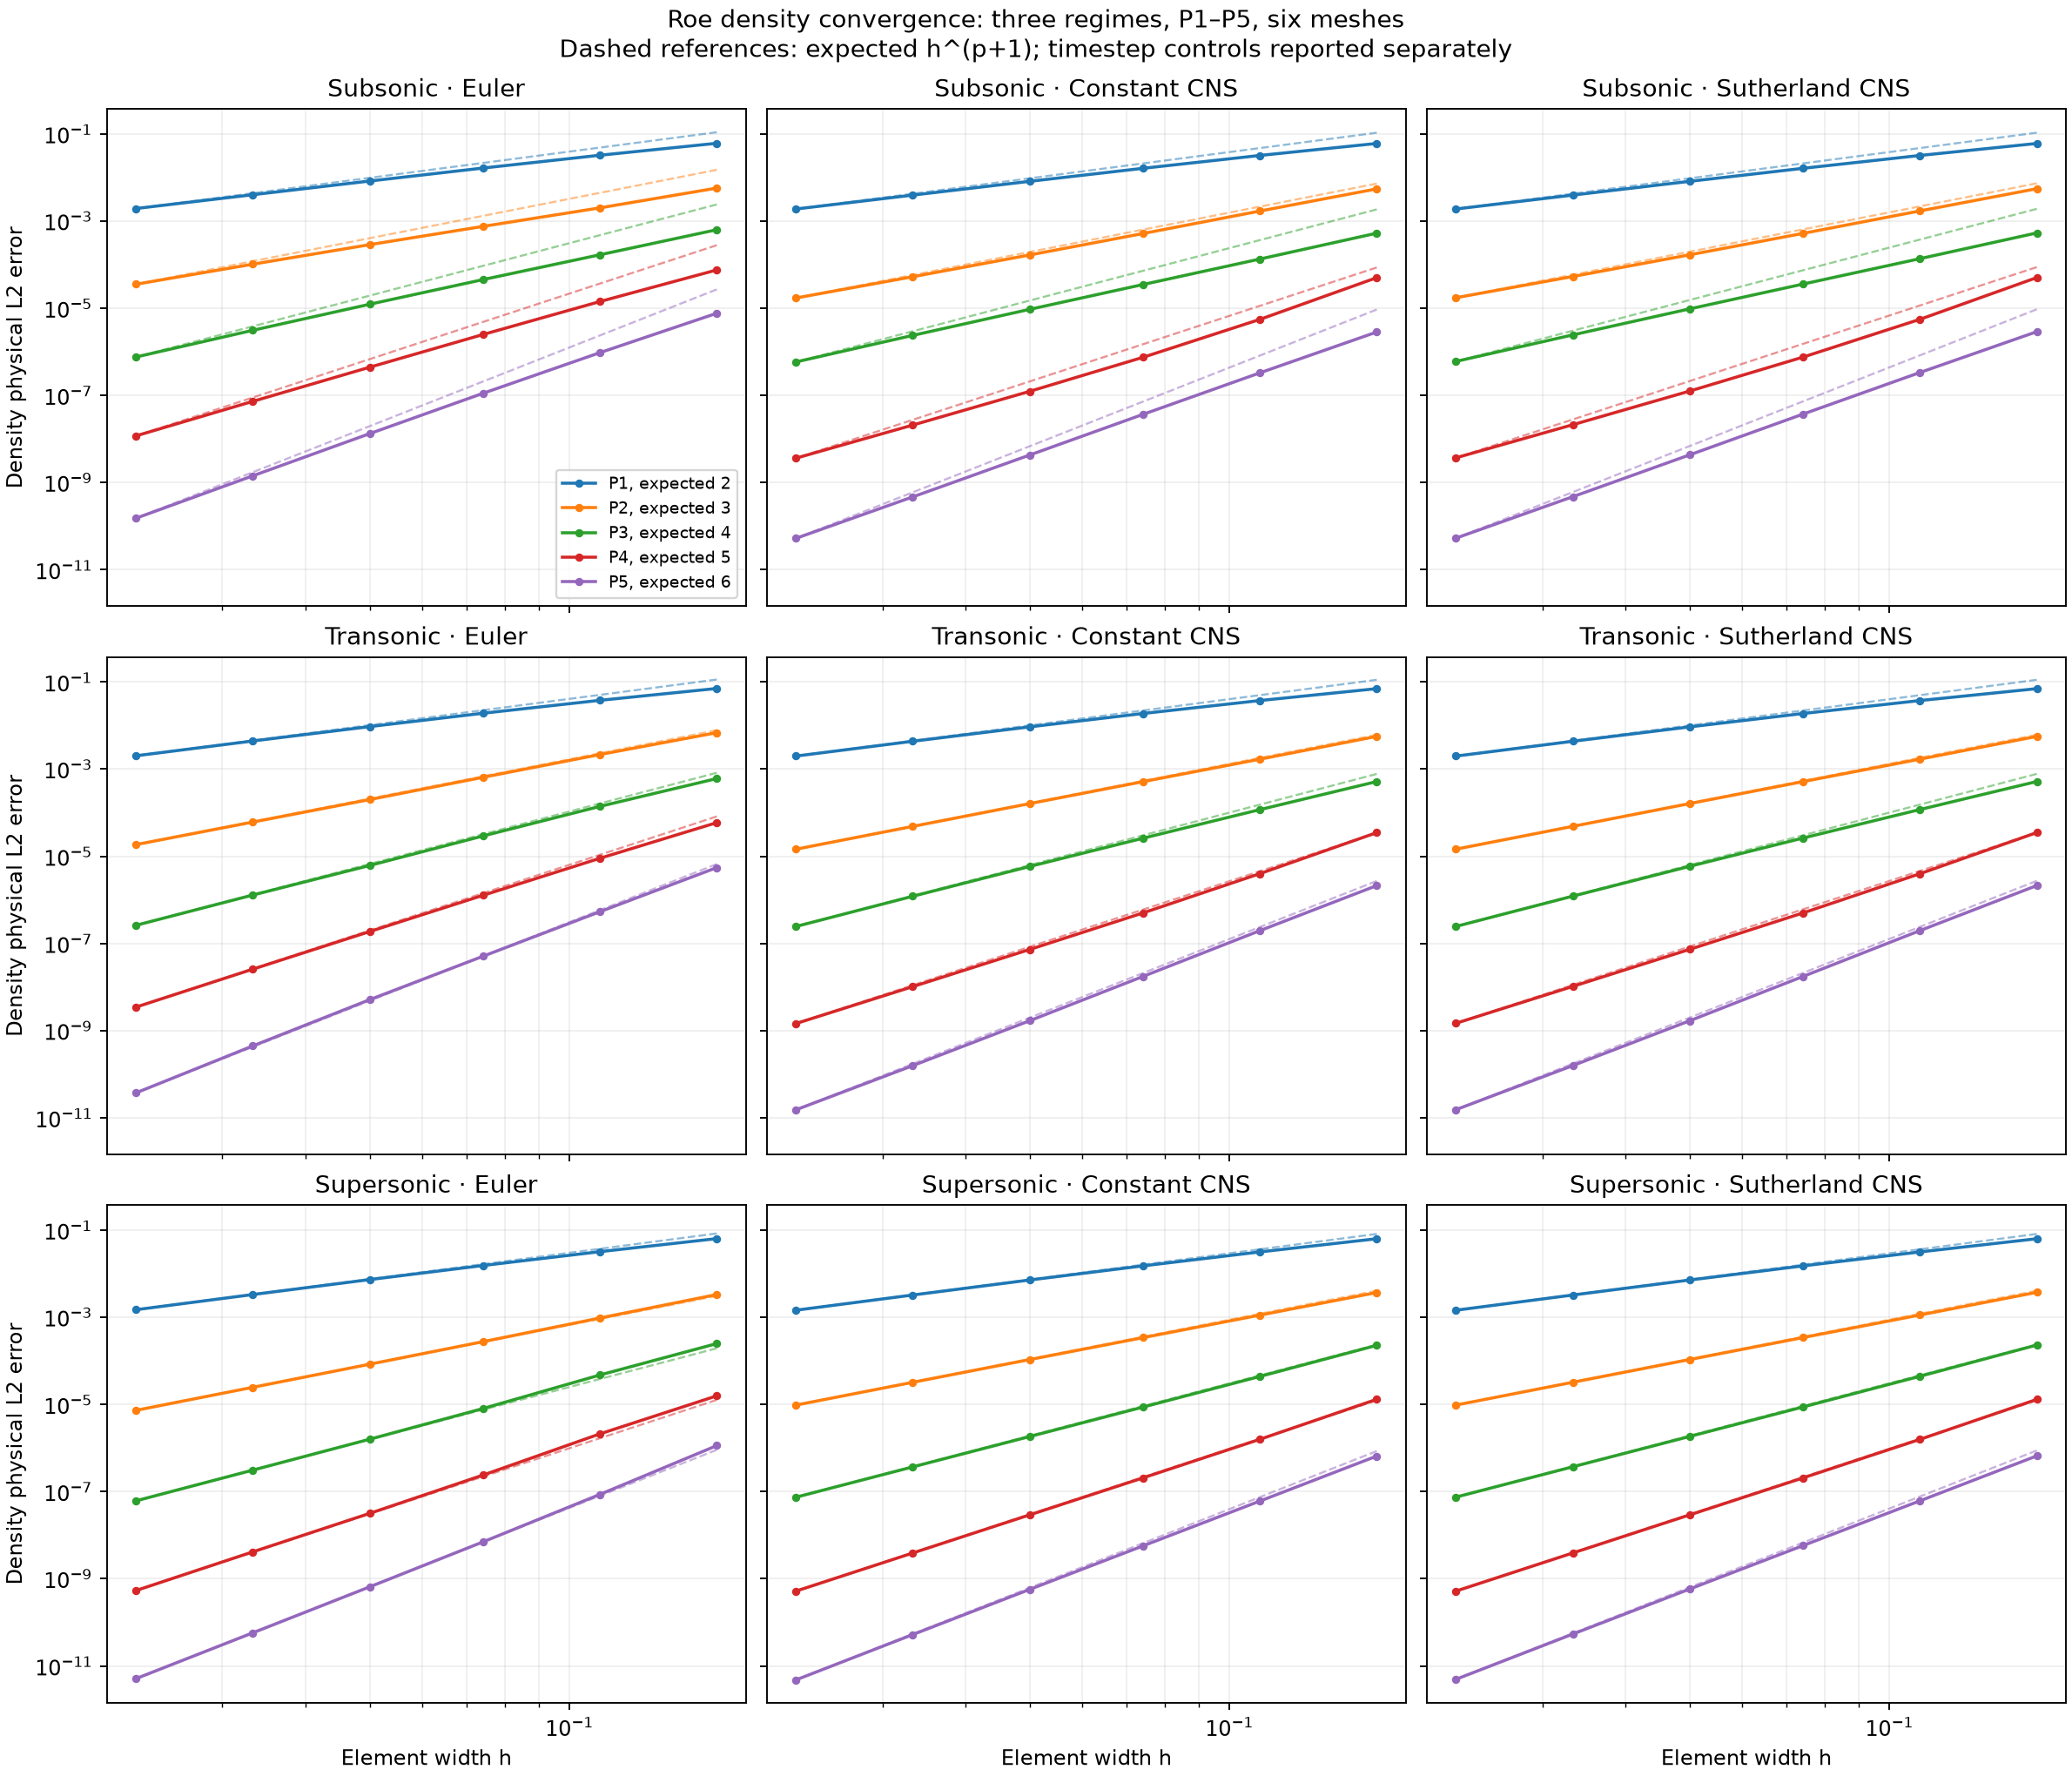 Roe density convergence: three regimes, P1–P5, six meshes
Dashed references: expected h^(p+1); timestep controls reported separately
Subsonic · Euler
Subsonic · Constant CNS
Subsonic · Sutherland CNS
Density physical L2 error
10⁻¹
10⁻³
10⁻⁵
10⁻⁷
10⁻⁹
10⁻¹¹
P1, expected 2
P2, expected 3
P3, expected 4
P4, expected 5
P5, expected 6
Transonic · Euler
Transonic · Constant CNS
Transonic · Sutherland CNS
Density physical L2 error
10⁻¹
10⁻³
10⁻⁵
10⁻⁷
10⁻⁹
10⁻¹¹
Supersonic · Euler
Supersonic · Constant CNS
Supersonic · Sutherland CNS
Density physical L2 error
10⁻¹
10⁻³
10⁻⁵
10⁻⁷
10⁻⁹
10⁻¹¹
10⁻¹
10⁻¹
10⁻¹
Element width h
Element width h
Element width h